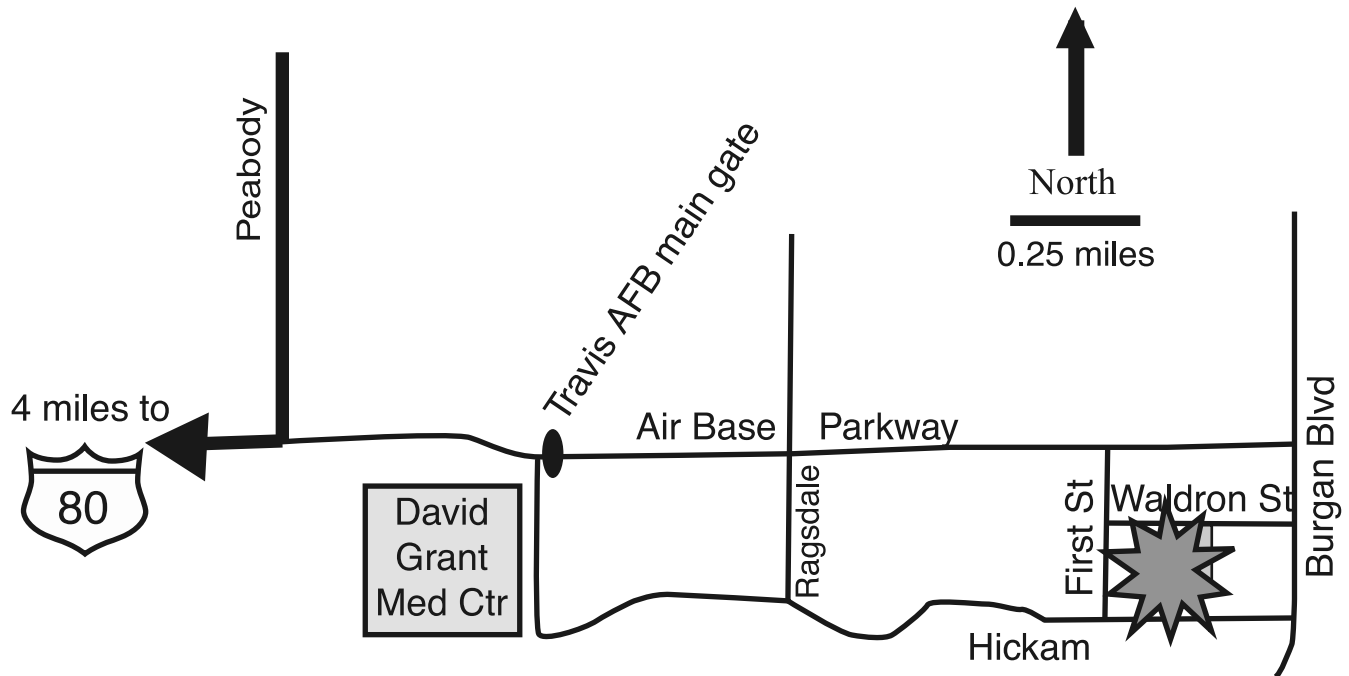 Peabody
Travis AFB main gate
North
0.25 miles
4 miles to
80
Air Base Parkway
David
Grant
Med Ctr
Ragsdale
First St
Waldron St
Burgan Blvd
Hickam